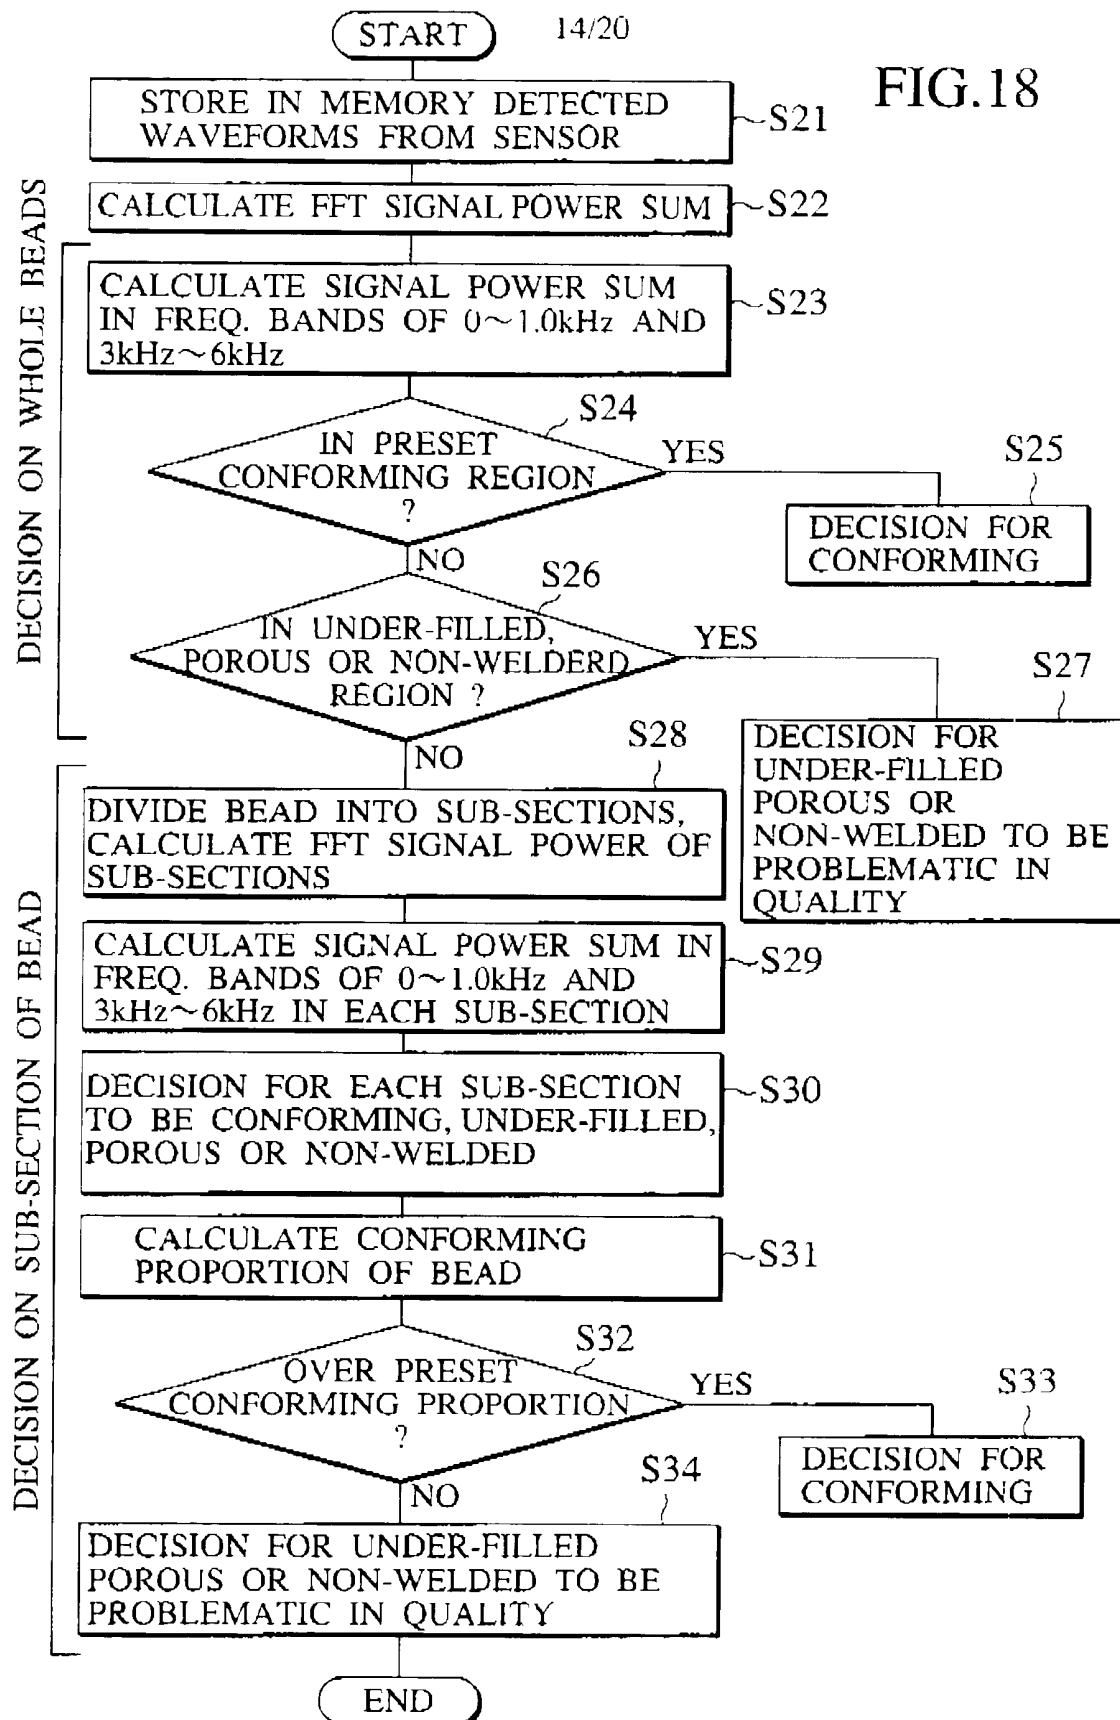 14/20
FIG.18
START
STORE IN MEMORY DETECTED
WAVEFORMS FROM SENSOR
S21
CALCULATE FFT SIGNAL POWER SUM
S22
DECISION ON WHOLE BEADS
CALCULATE SIGNAL POWER SUM
IN FREQ. BANDS OF 0~1.0kHz AND
3kHz~6kHz
S23
S24
IN PRESET
CONFORMING REGION
?
YES
S25
DECISION FOR
CONFORMING
NO
S26
IN UNDER-FILLED,
POROUS OR NON-WELDERD
REGION ?
YES
S27
DECISION FOR
UNDER-FILLED
POROUS OR
NON-WELDED TO BE
PROBLEMATIC IN
QUALITY
NO
DECISION ON SUB-SECTION OF BEAD
S28
DIVIDE BEAD INTO SUB-SECTIONS,
CALCULATE FFT SIGNAL POWER OF
SUB-SECTIONS
CALCULATE SIGNAL POWER SUM IN
FREQ. BANDS OF 0~1.0kHz AND
3kHz~6kHz IN EACH SUB-SECTION
S29
DECISION FOR EACH SUB-SECTION
TO BE CONFORMING, UNDER-FILLED,
POROUS OR NON-WELDED
S30
CALCULATE CONFORMING
PROPORTION OF BEAD
S31
S32
OVER PRESET
CONFORMING PROPORTION
?
YES
S33
DECISION FOR
CONFORMING
NO
S34
DECISION FOR UNDER-FILLED
POROUS OR NON-WELDED TO BE
PROBLEMATIC IN QUALITY
END